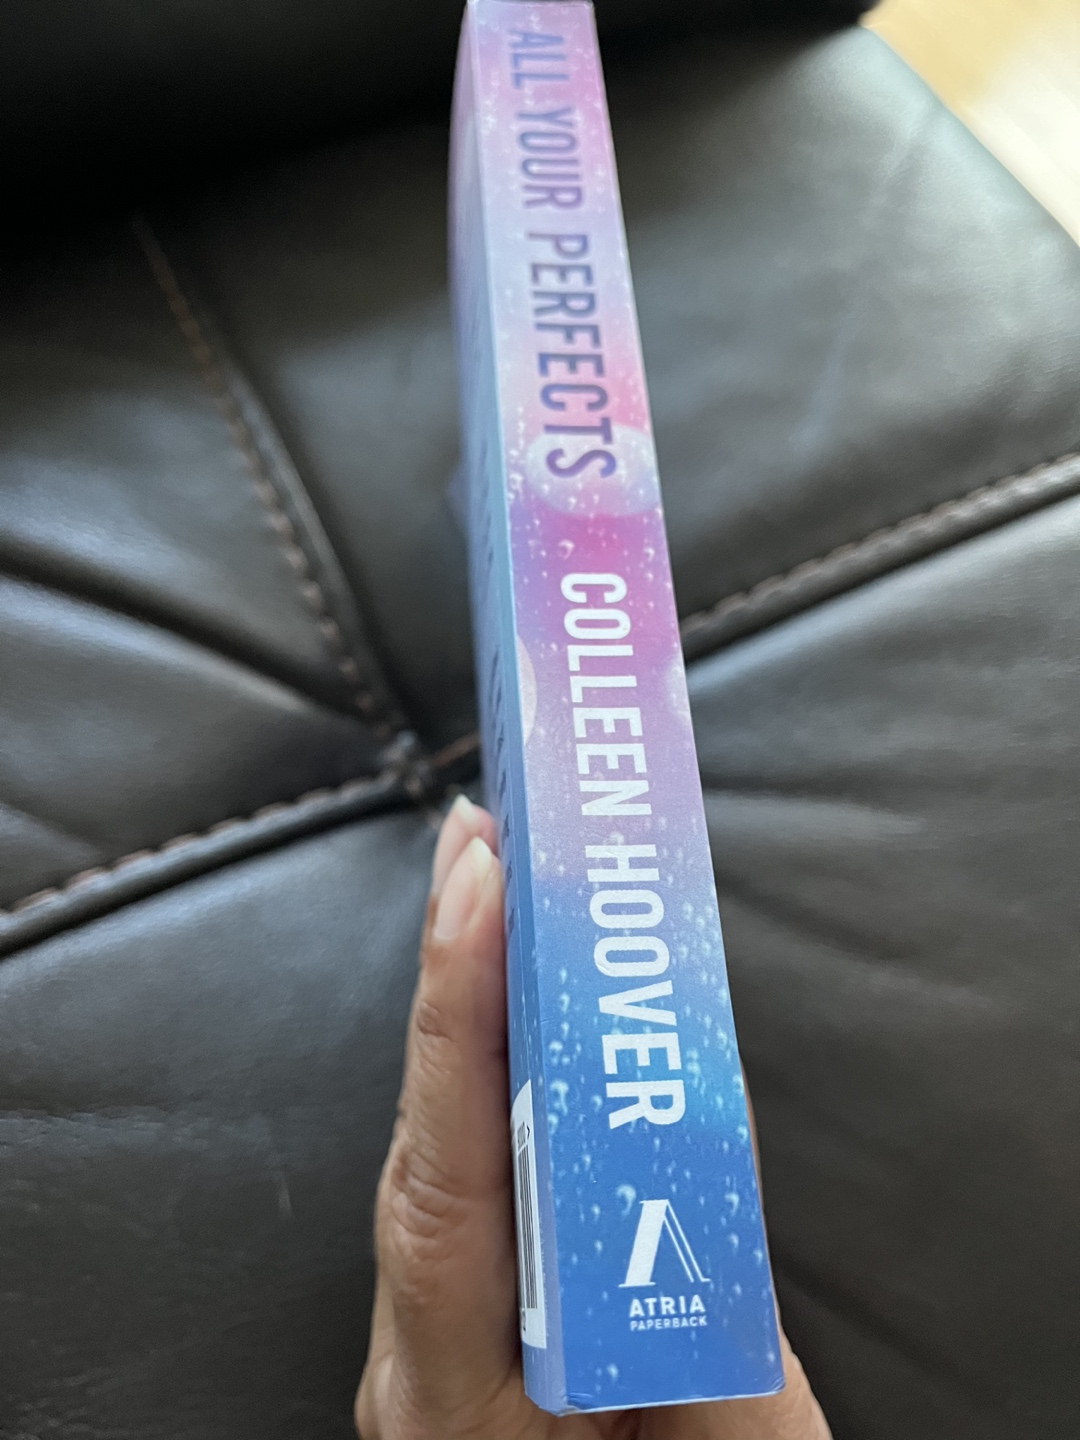 ALL YOUR PERFECTS
COLLEEN HOOVER
ATRIA
PAPERBACK